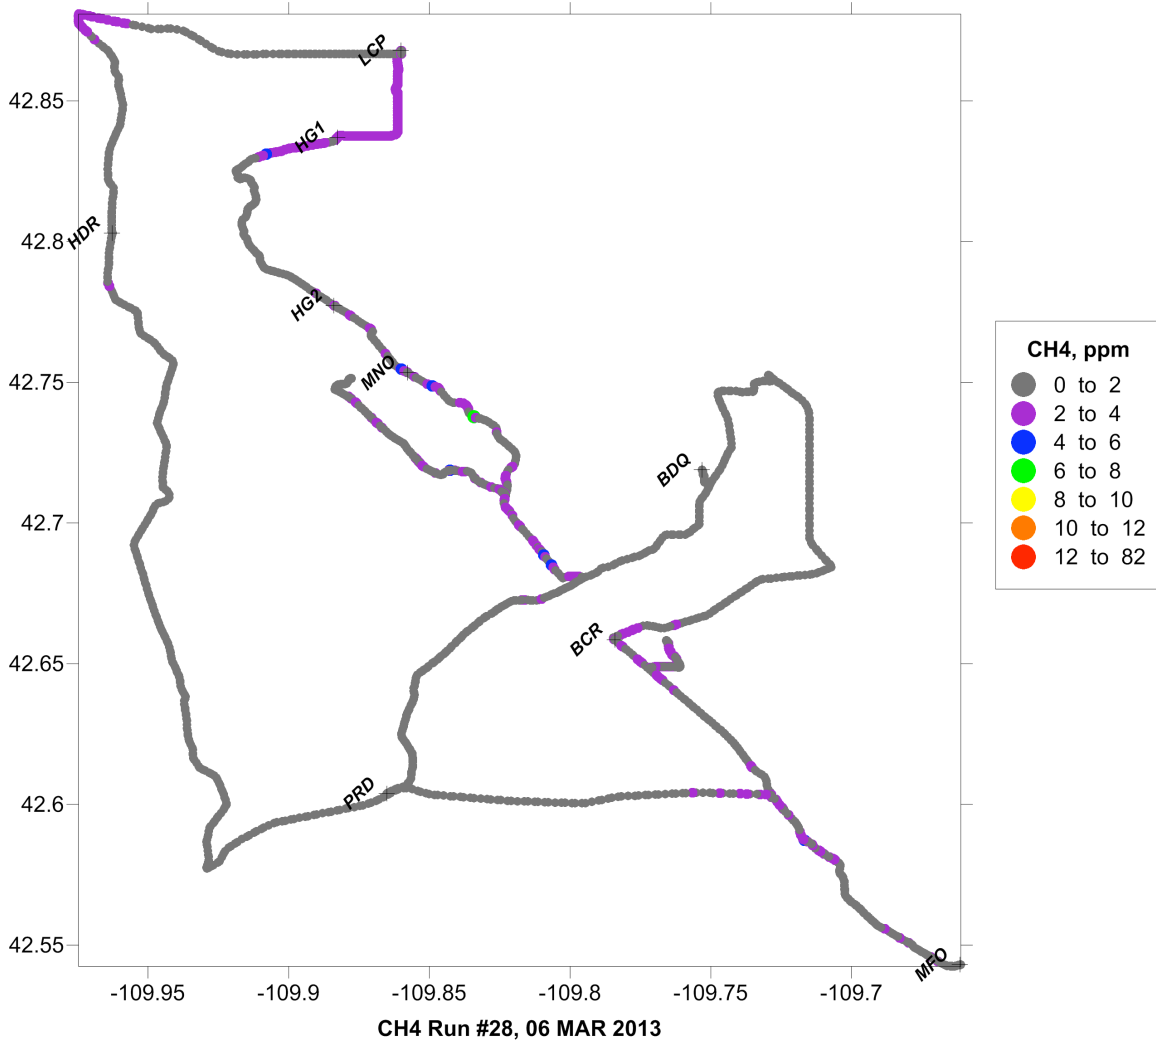 LCP
42.85
HG1
42.8
HDR
HG2
MNO
42.75
BDQ
42.7
BCR
42.65
PRD
42.6
42.55
MFO
-109.95
-109.9
-109.85
-109.8
-109.75
-109.7
CH4 Run #28, 06 MAR 2013
CH4, ppm
0 to 2
2 to 4
4 to 6
6 to 8
8 to 10
10 to 12
12 to 82